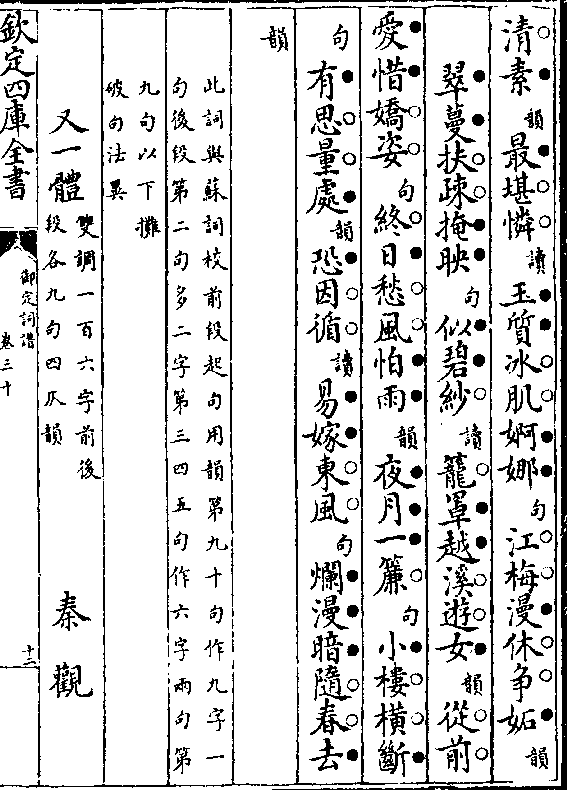 清素韻最堪憐讀玉質冰肌婀娜句江梅漫休争妬韻
翠蔓扶疎掩映句似碧紗讀籠罩越溪遊女韻從前
愛惜嬌姿句終日愁風怕雨韻夜月一簾句小樓橫斷
句有思量處韻恐因循讀易嫁東風句爛漫暗隨春去
韻
此詞與蘇詞校前段起句用韻第九十句作九字一
句後段第二句多二字第三四五句作六字兩句第
九句以下攤
破句法異
又一體雙調一百六字前後
段各九句四仄韻
秦觀
欽定四庫全書
御定詞譜
卷三十
十二